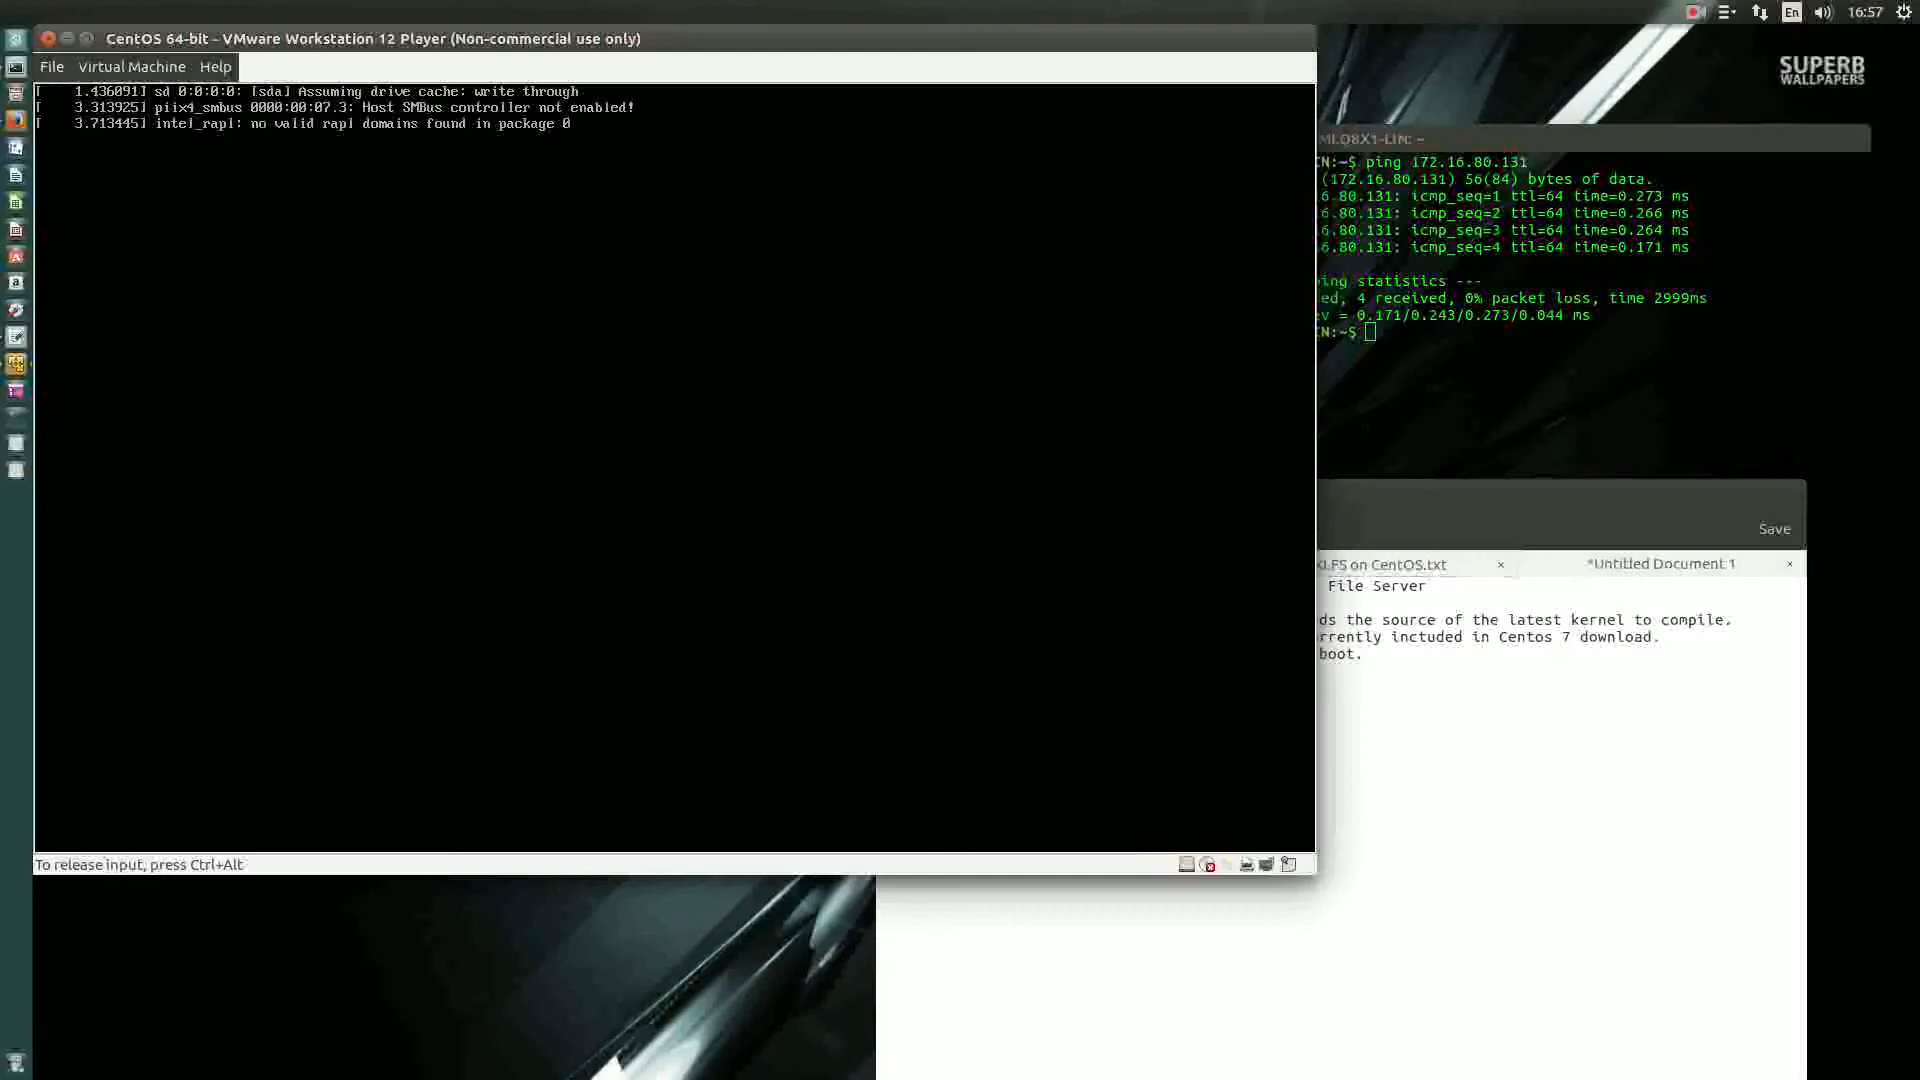 En
16:57
CentOS 64-bit - VMware Workstation 12 Player (Non-commercial use only)
File Virtual Machine Help
[    1.436091] sd 0:0:0:0: [sda] Assuming drive cache: write through
[    3.313925] piix4_smbus 0000:00:07.3: Host SMBus controller not enabled!
[    3.713445] intel_rapl: no valid rapl domains found in package 0
To release input, press Ctrl+Alt
SUPERB
WALLPAPERS
MLQ8X1-LIN: ~
N:~$ ping 172.16.80.131
(172.16.80.131) 56(84) bytes of data.
6.80.131: icmp_seq=1 ttl=64 time=0.273 ms
6.80.131: icmp_seq=2 ttl=64 time=0.266 ms
6.80.131: icmp_seq=3 ttl=64 time=0.264 ms
6.80.131: icmp_seq=4 ttl=64 time=0.171 ms
ing statistics ---
ed, 4 received, 0% packet loss, time 2999ms
ev = 0.171/0.243/0.273/0.044 ms
N:~$
Save
LFS on CentOS.txt ×
*Untitled Document 1 ×
File Server
ds the source of the latest kernel to compile.
rrently inctuded in Centos 7 download.
boot.